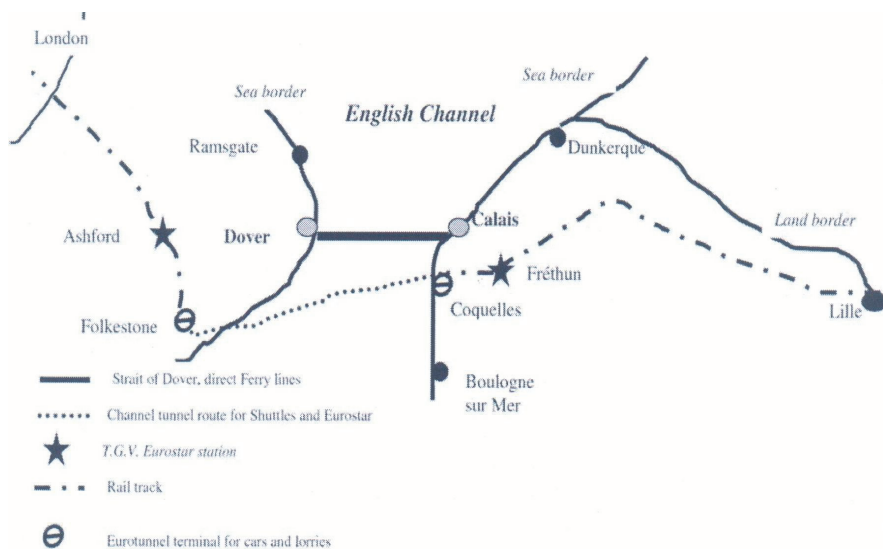 London
Sea border
Sea border
English Channel
Ramsgate
Dunkerque
Ashford
Dover
Calais
Land border
Fréthun
Folkestone
Coquelles
Lille
Strait of Dover, direct Ferry lines
Boulogne
sur Mer
Channel tunnel route for Shuttles and Eurostar
T.G.V. Eurostar station
Rail track
Eurotunnel terminal for cars and lorries